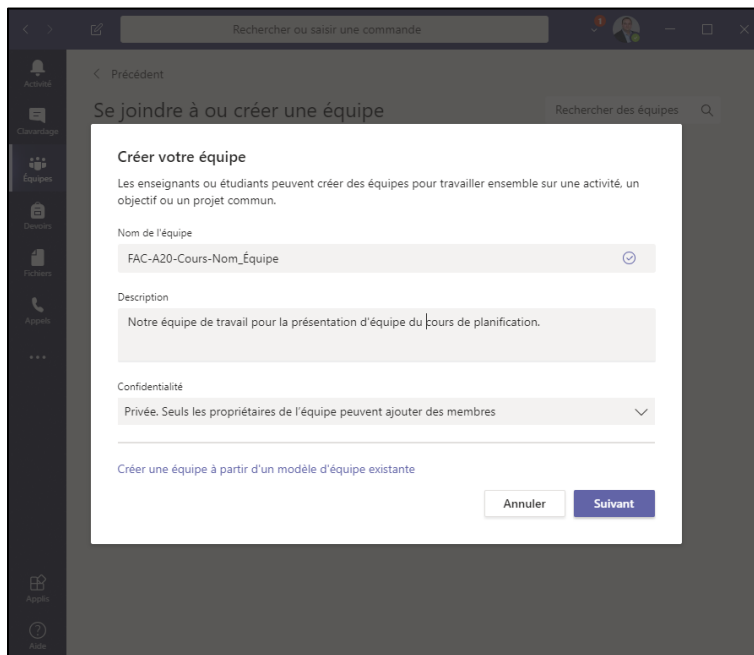 Rechercher ou saisir une commande
1
Activité
Clavardage
Équipes
Devoirs
Fichiers
Appels
Applis
Aide
Précédent
Se joindre à ou créer une équipe
Rechercher des équipes
Créer votre équipe
Les enseignants ou étudiants peuvent créer des équipes pour travailler ensemble sur une activité, un
objectif ou un projet commun.
Nom de l'équipe
FAC-A20-Cours-Nom_Équipe
Description
Notre équipe de travail pour la présentation d'équipe du cours de planification.
Confidentialité
Privée. Seuls les propriétaires de l'équipe peuvent ajouter des membres
Créer une équipe à partir d'un modèle d'équipe existante
Annuler
Suivant